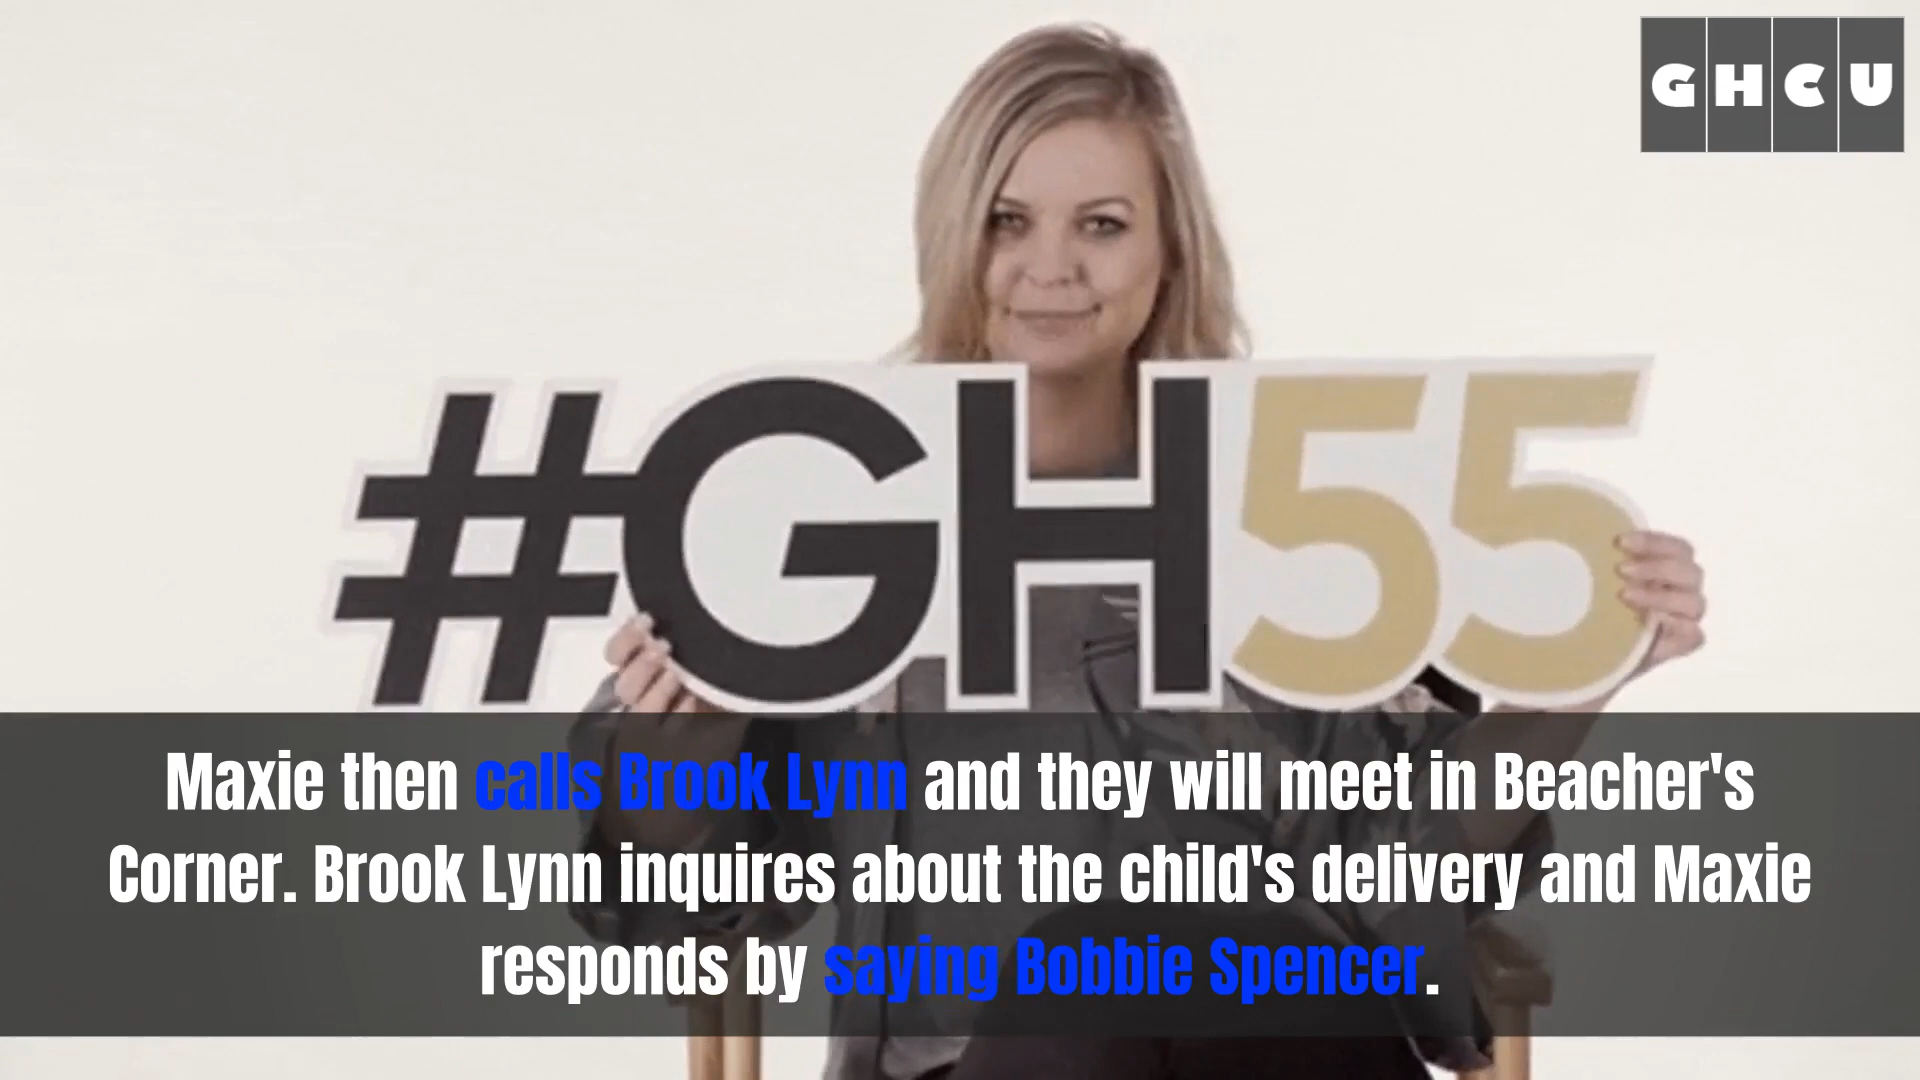 GHCU
#GH55
Maxie then calls Brook Lynn and they will meet in Beacher's
Corner. Brook Lynn inquires about the child's delivery and Maxie
responds by saying Bobbie Spencer.